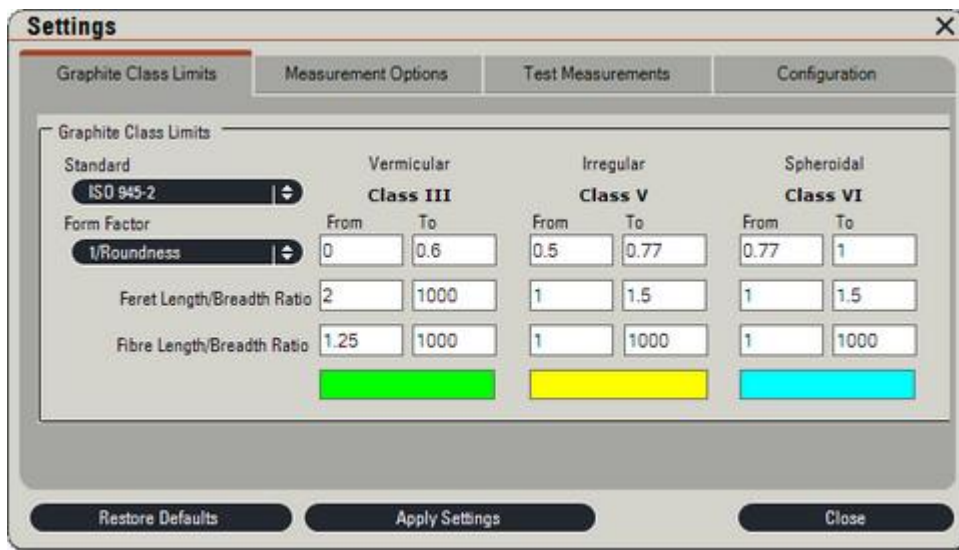 Settings
Graphite Class Limits Measurement Options Test Measurements Configuration
Graphite Class Limits
Standard Vermicular Irregular Spheroidal
ISO 945-2 Class III Class V Class VI
Form Factor From To From To From To
1/Roundness 0 0.6 0.5 0.77 0.77 1
Feret Length/Breadth Ratio 2 1000 1 1.5 1 1.5
Fibre Length/Breadth Ratio 1.25 1000 1 1000 1 1000
Restore Defaults Apply Settings Close